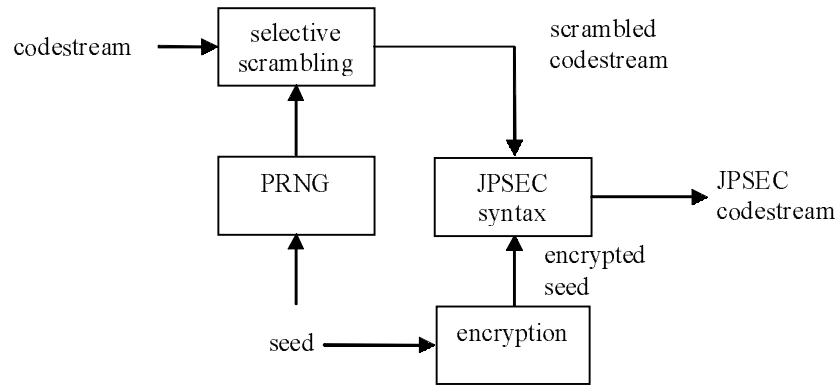 codestream
selective
scrambling
scrambled
codestream
PRNG
JPSEC
syntax
JPSEC
codestream
encrypted
seed
seed
encryption